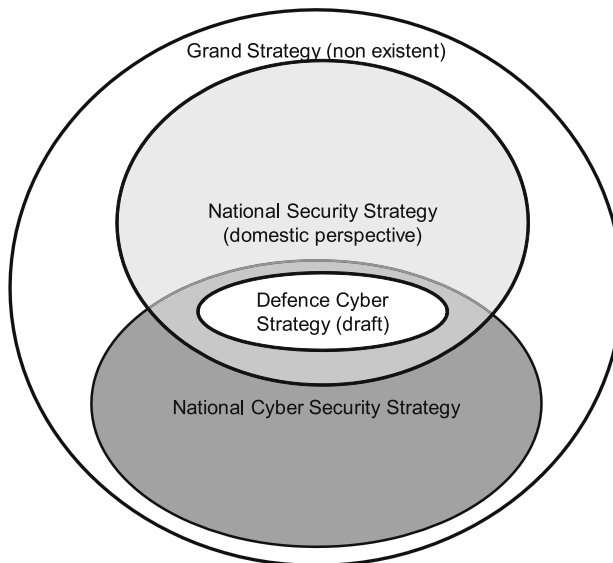 Grand Strategy (non existent)
National Security Strategy
(domestic perspective)
Defence Cyber
Strategy (draft)
National Cyber Security Strategy